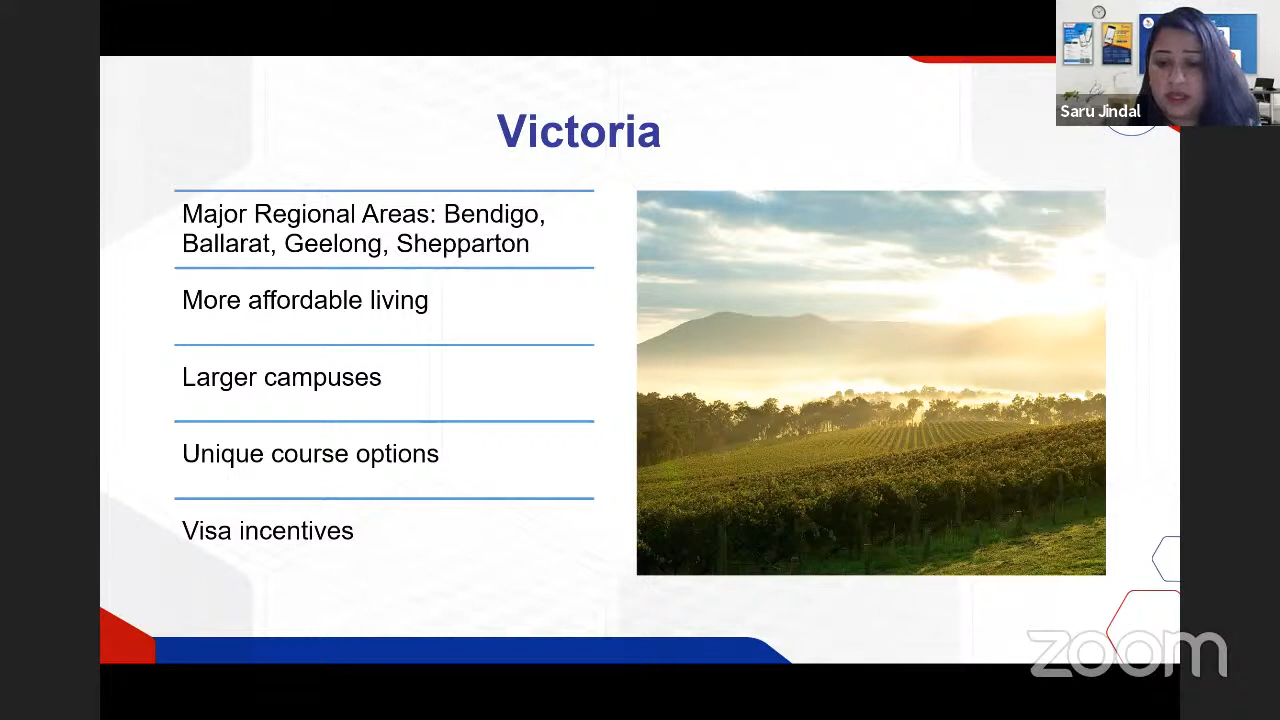 Saru Jindal
Victoria
Major Regional Areas: Bendigo,
Ballarat, Geelong, Shepparton
More affordable living
Larger campuses
Unique course options
Visa incentives
zoom